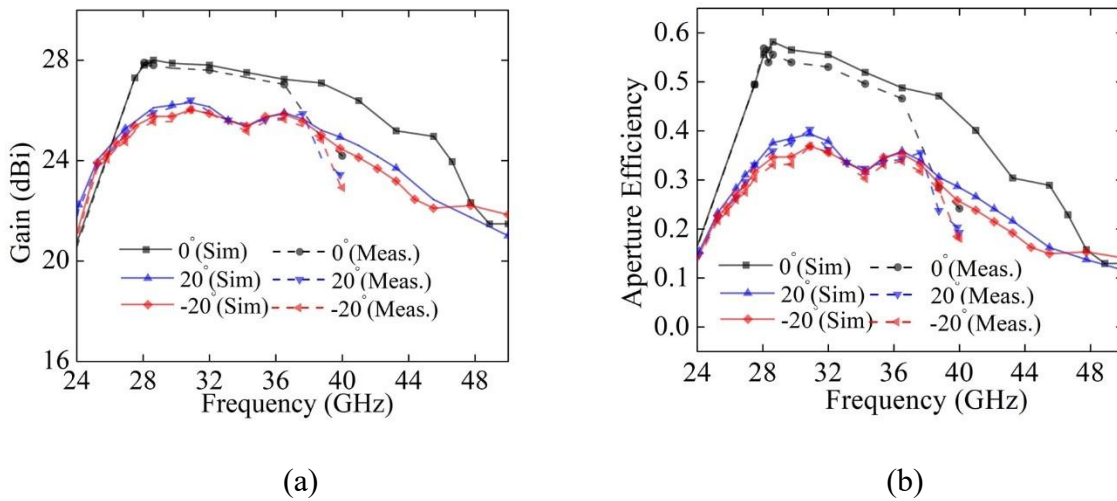 Gain (dBi)
28
24
20
16
0°(Sim)
0°(Meas.)
20°(Sim)
20°(Meas.)
-20°(Sim)
-20°(Meas.)
24 28 32 36 40 44 48
Frequency (GHz)
(a)
Aperture Efficiency
0.6
0.5
0.4
0.3
0.2
0.1
0.0
0°(Sim)
0°(Meas.)
20°(Sim)
20°(Meas.)
-20°(Sim)
-20°(Meas.)
24 28 32 36 40 44 48
Frequency (GHz)
(b)